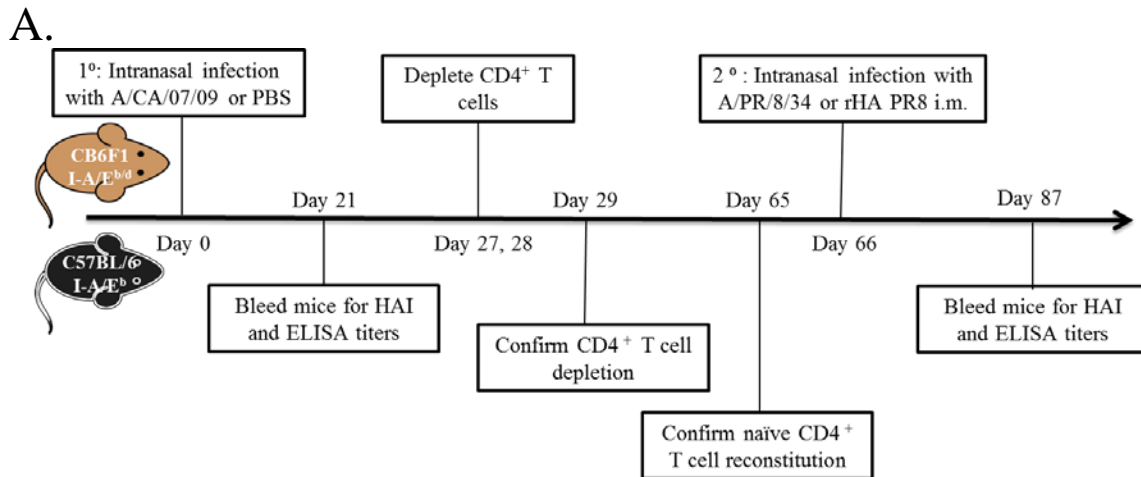 A.
1º: Intranasal infection
with A/CA/07/09 or PBS
Deplete CD4⁺ T
cells
2 º : Intranasal infection with
A/PR/8/34 or rHA PR8 i.m.
CB6F1
I-A/Eᵇ/ᵈ
Day 21
Day 29
Day 65
Day 87
Day 0
Day 27, 28
Day 66
C57BL/6
I-A/Eᵇ
Bleed mice for HAI
and ELISA titers
Confirm CD4 ⁺ T cell
depletion
Bleed mice for HAI
and ELISA titers
Confirm naïve CD4 ⁺
T cell reconstitution